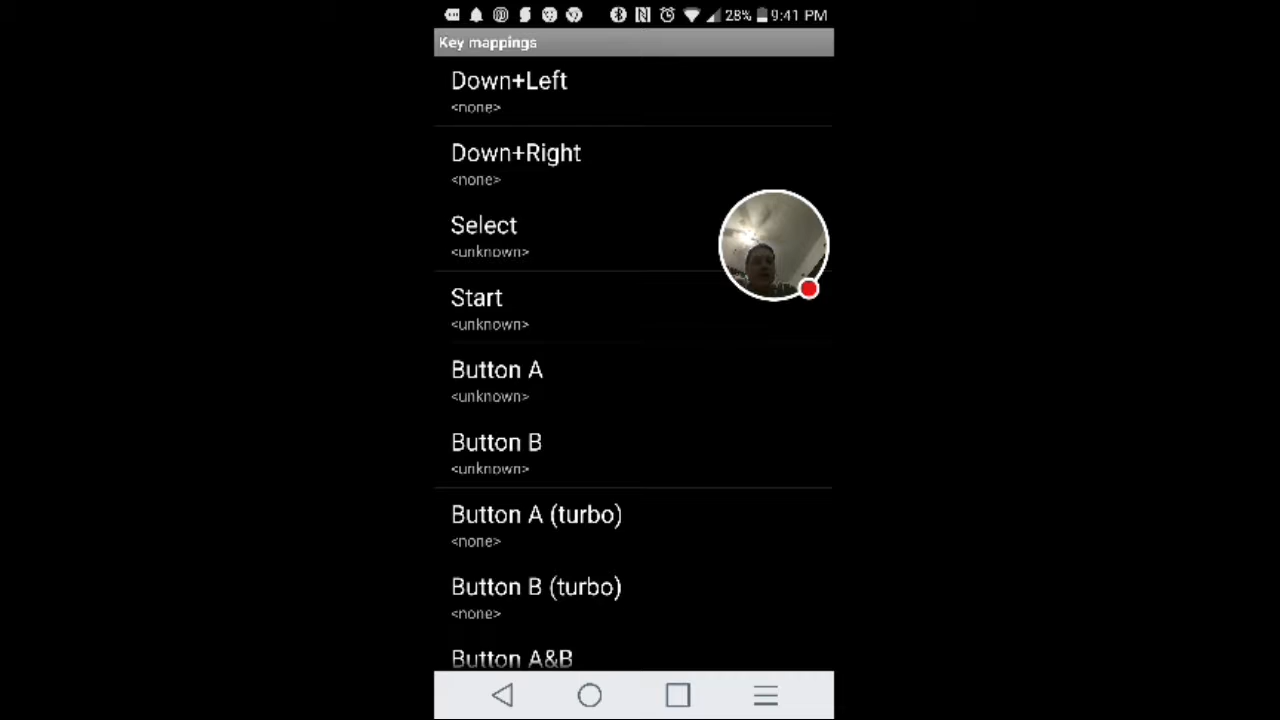 28% 9:41 PM
Key mappings
Down+Left
<none>
Down+Right
<none>
Select
<unknown>
Start
<unknown>
Button A
<unknown>
Button B
<unknown>
Button A (turbo)
<none>
Button B (turbo)
<none>
Button A&B